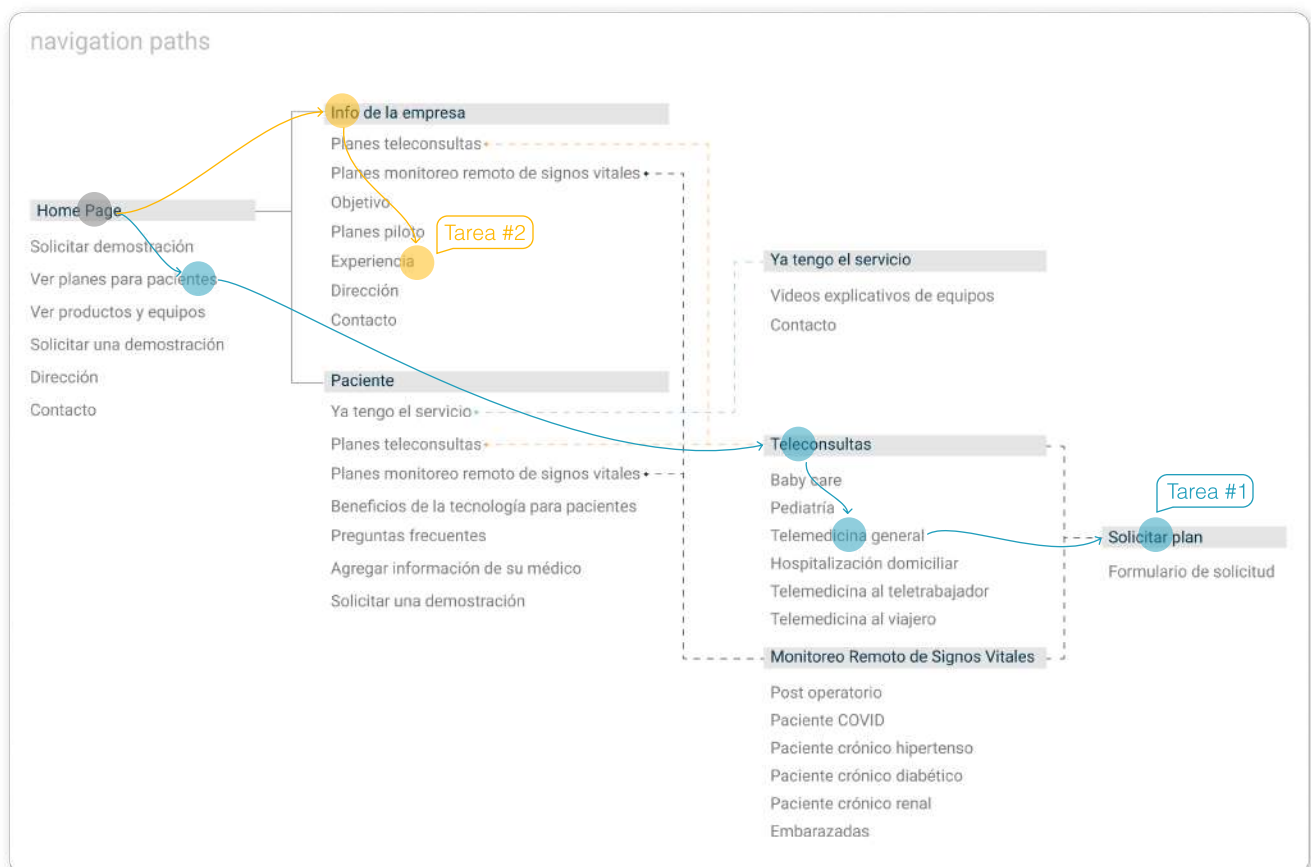 navigation paths
Home Page
Solicitar demostración
Ver planes para pacientes
Ver productos y equipos
Solicitar una demostración
Dirección
Contacto
Info de la empresa
Planes teleconsultas
Planes monitoreo remoto de signos vitales
Objetivo
Planes piloto
Experiencia
Dirección
Contacto
Tarea #2
Paciente
Ya tengo el servicio
Planes teleconsultas
Planes monitoreo remoto de signos vitales
Beneficios de la tecnología para pacientes
Preguntas frecuentes
Agregar información de su médico
Solicitar una demostración
Ya tengo el servicio
Videos explicativos de equipos
Contacto
Teleconsultas
Baby care
Pediatría
Telemedicina general
Hospitalización domiciliar
Telemedicina al teletrabajador
Telemedicina al viajero
Monitoreo Remoto de Signos Vitales
Post operatorio
Paciente COVID
Paciente crónico hipertenso
Paciente crónico diabético
Paciente crónico renal
Embarazadas
Tarea #1
Solicitar plan
Formulario de solicitud